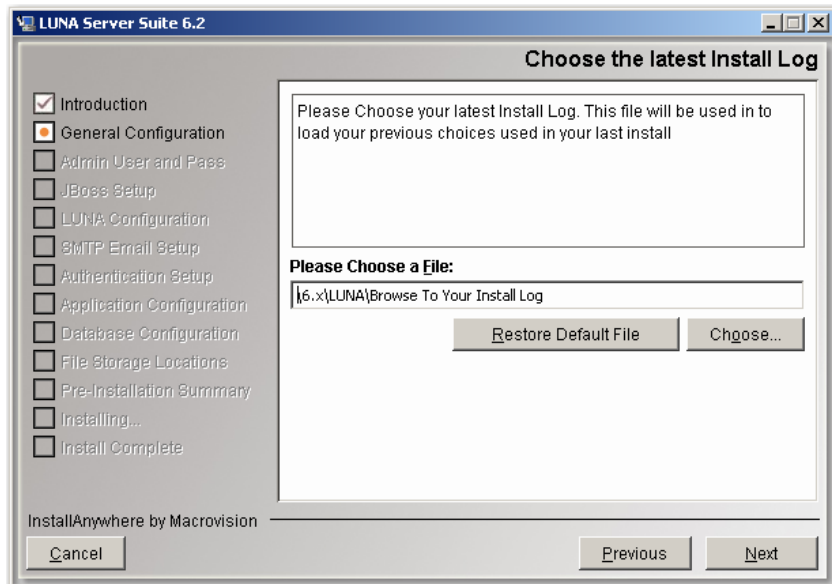 LUNA Server Suite 6.2
Choose the latest Install Log
Introduction
General Configuration
Admin User and Pass
JBoss Setup
LUNA Configuration
SMTP Email Setup
Authentication Setup
Application Configuration
Database Configuration
File Storage Locations
Pre-Installation Summary
Installing...
Install Complete
Please Choose your latest Install Log. This file will be used in to
load your previous choices used in your last install
Please Choose a File:
\6.x\LUNA\Browse To Your Install Log
Restore Default File
Choose...
InstallAnywhere by Macrovision
Cancel
Previous
Next